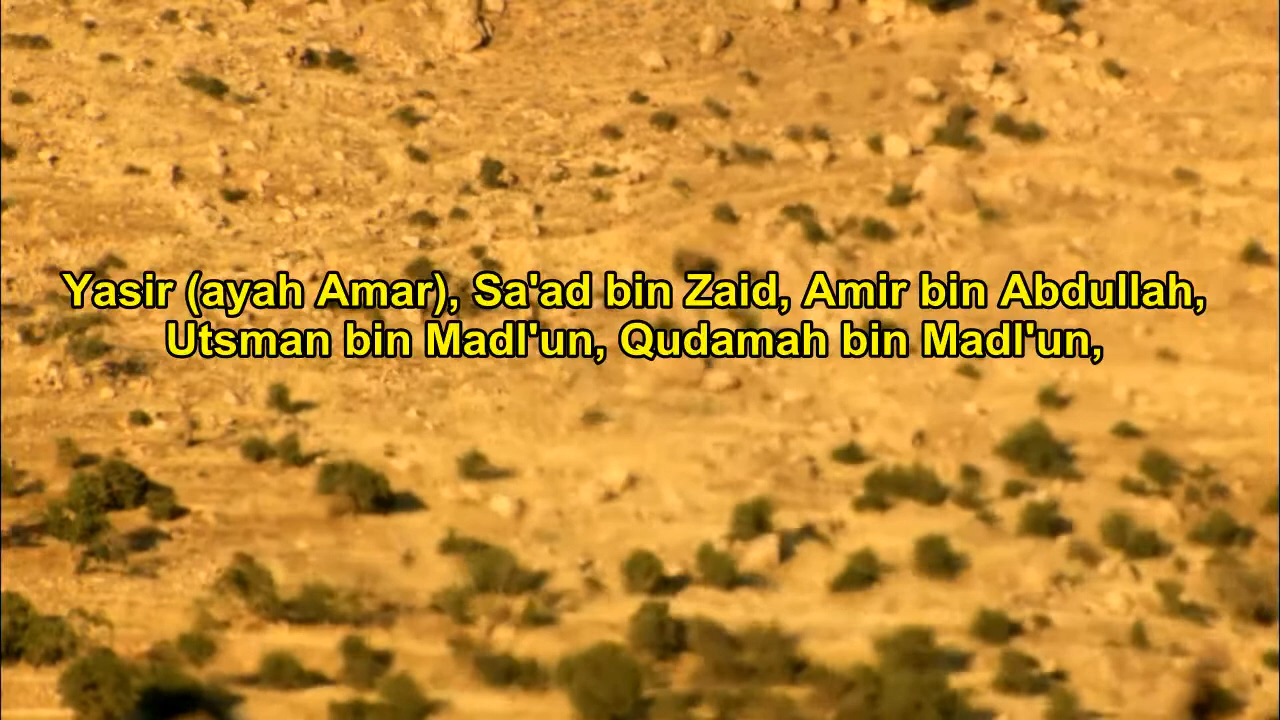 Yasir (ayah Amar), Sa'ad bin Zaid, Amir bin Abdullah,
Utsman bin Madl'un, Qudamah bin Madl'un,